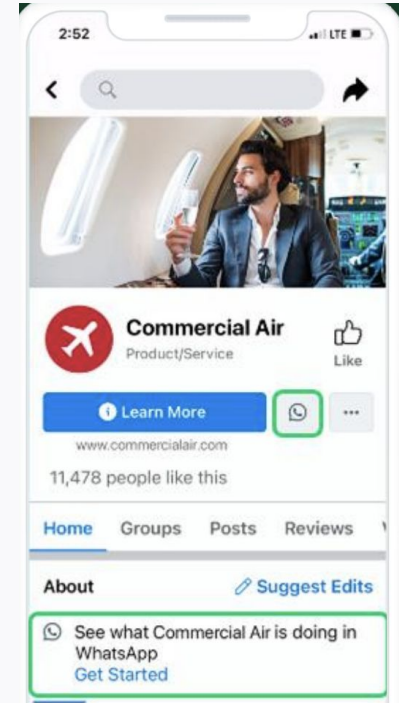 2:52
LTE
Commercial Air
Product/Service
Like
Learn More
www.commercialair.com
11,478 people like this
Home Groups Posts Reviews
About Suggest Edits
See what Commercial Air is doing in
WhatsApp
Get Started